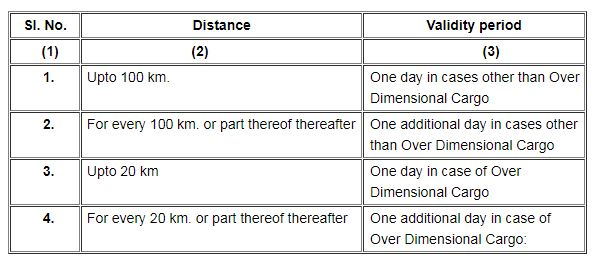 Sl. No. Distance Validity period
(1) (2) (3)
1. Upto 100 km. One day in cases other than Over
Dimensional Cargo
2. For every 100 km. or part thereof thereafter One additional day in cases other
than Over Dimensional Cargo
3. Upto 20 km One day in case of Over
Dimensional Cargo
4. For every 20 km. or part thereof thereafter One additional day in case of
Over Dimensional Cargo: